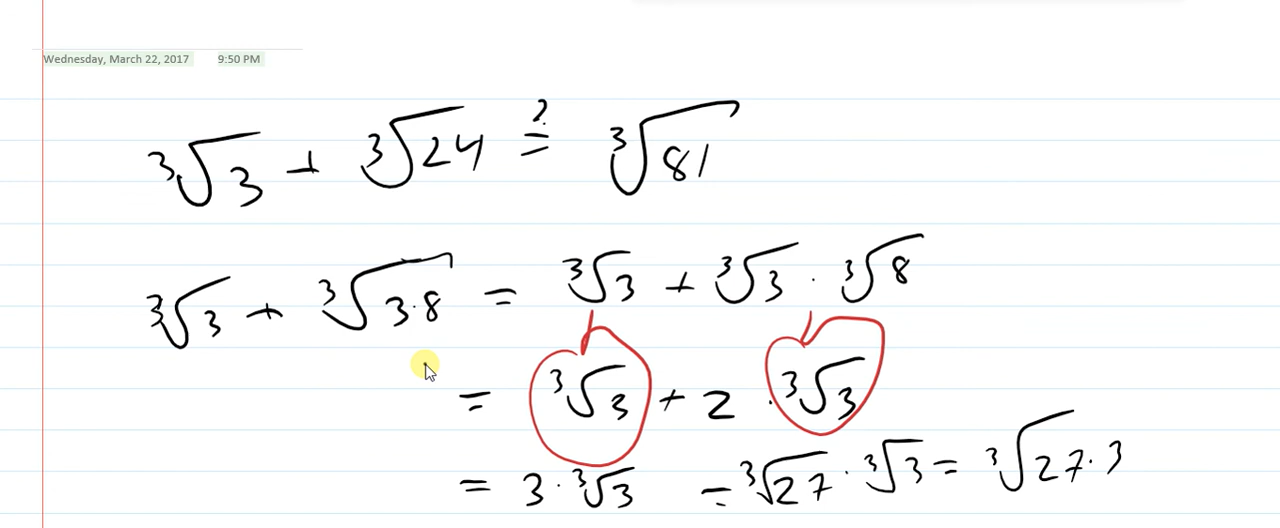 Wednesday, March 22, 2017 9:50 PM
∛3 + ∛24 ≟ ∛81
∛3 + ∛3·8 = ∛3 + ∛3 · ∛8
= ∛3 + 2 · ∛3
= 3 · ∛3 = ∛27 · ∛3 = ∛27·3